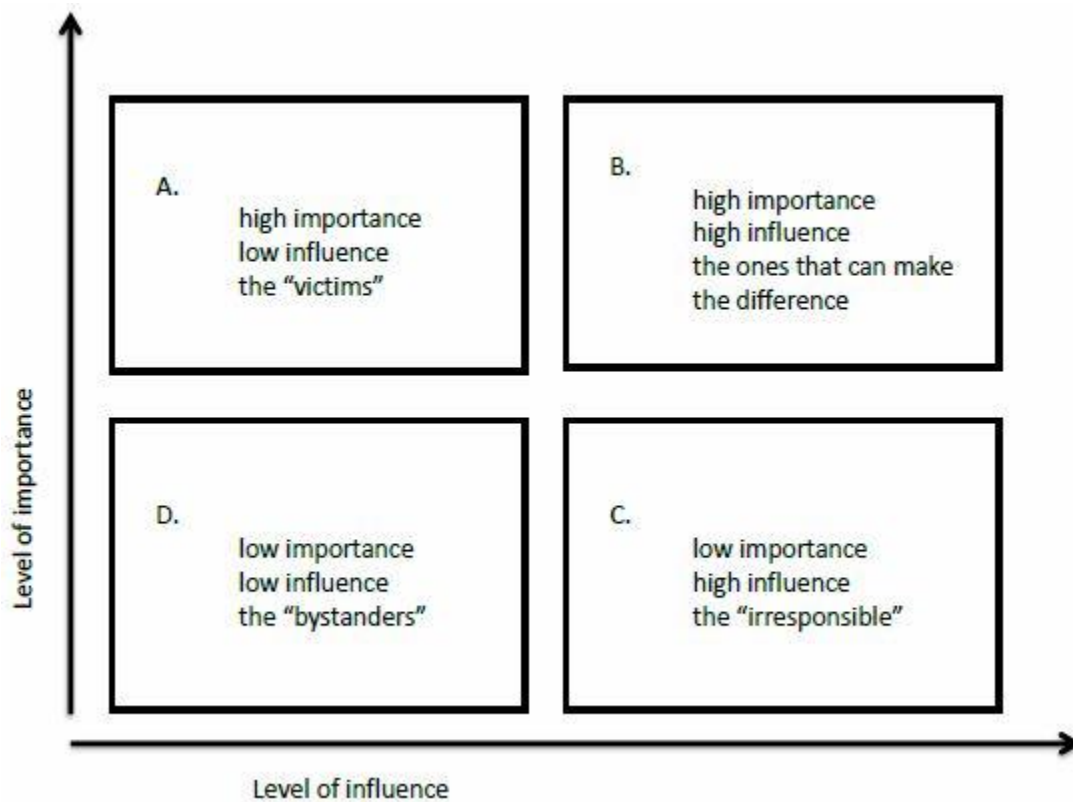 A.
high importance
low influence
the “victims”
B.
high importance
high influence
the ones that can make
the difference
D.
low importance
low influence
the “bystanders”
C.
low importance
high influence
the “irresponsible”
Level of importance
Level of influence